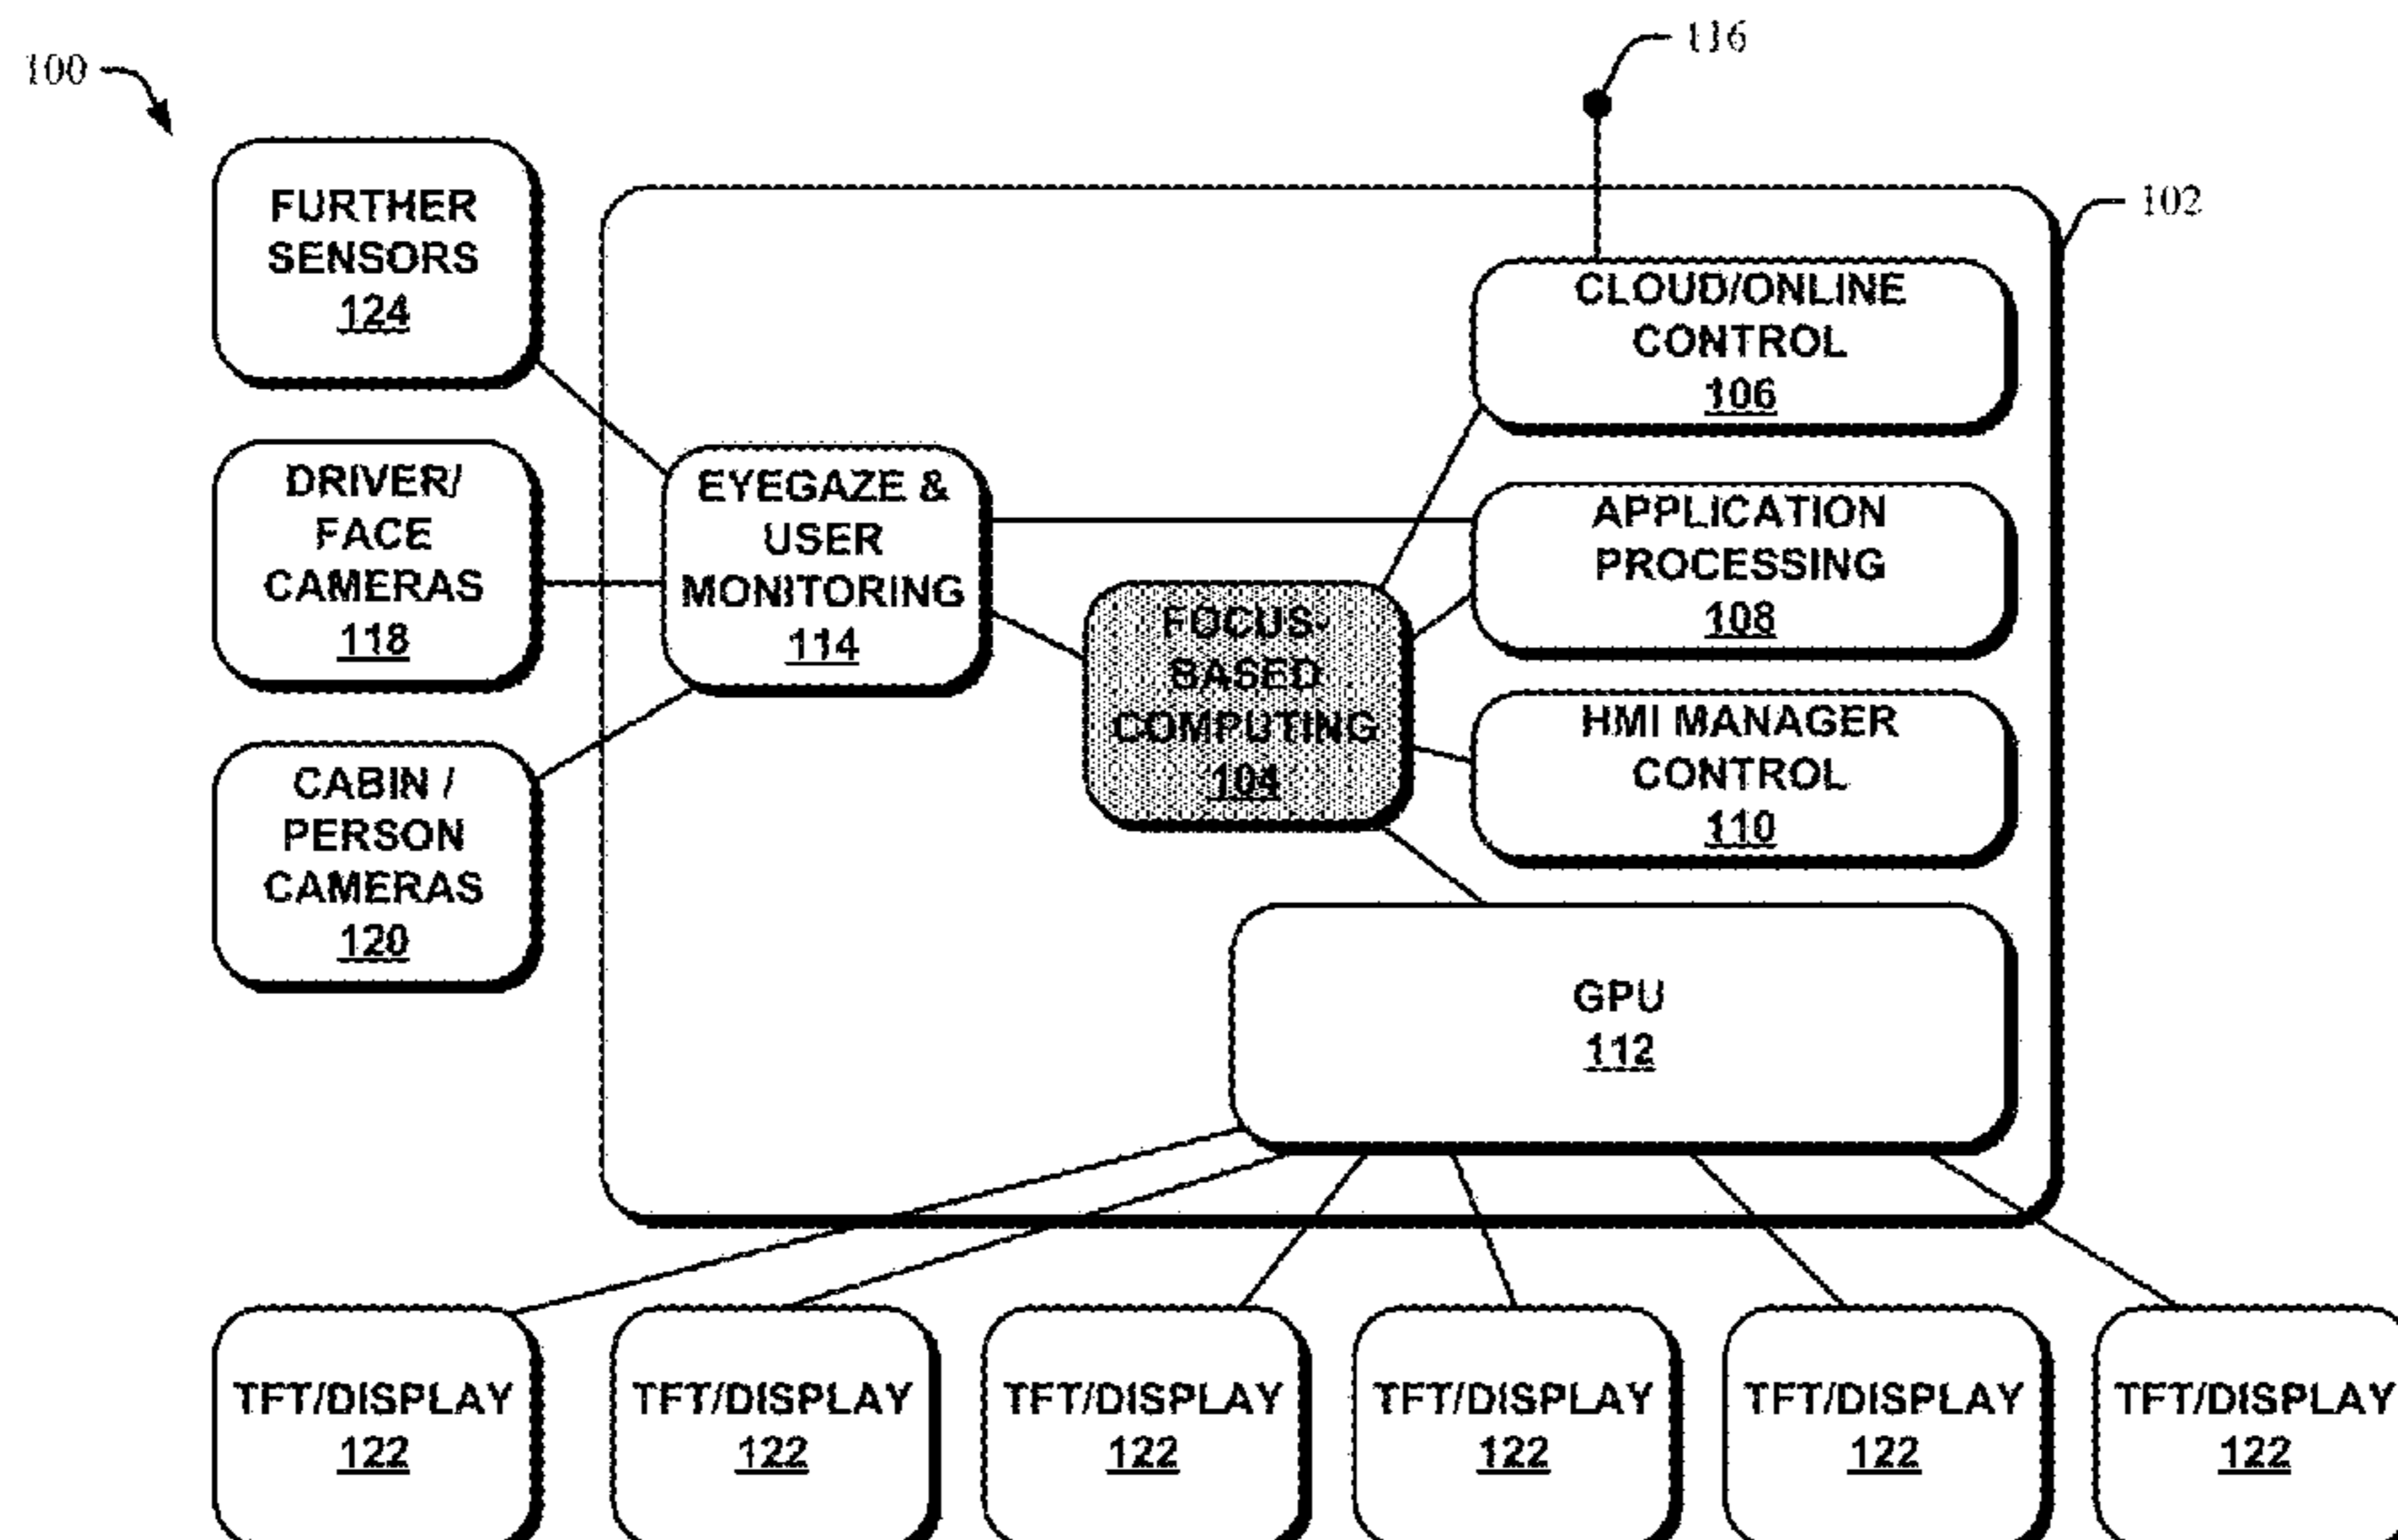 100
116
102
FURTHER
SENSORS
124
DRIVER/
FACE
CAMERAS
118
CABIN /
PERSON
CAMERAS
120
EYEGAZE &
USER
MONITORING
114
FOCUS-
BASED
COMPUTING
104
CLOUD/ONLINE
CONTROL
106
APPLICATION
PROCESSING
108
HMI MANAGER
CONTROL
110
GPU
112
TFT/DISPLAY
122
TFT/DISPLAY
122
TFT/DISPLAY
122
TFT/DISPLAY
122
TFT/DISPLAY
122
TFT/DISPLAY
122